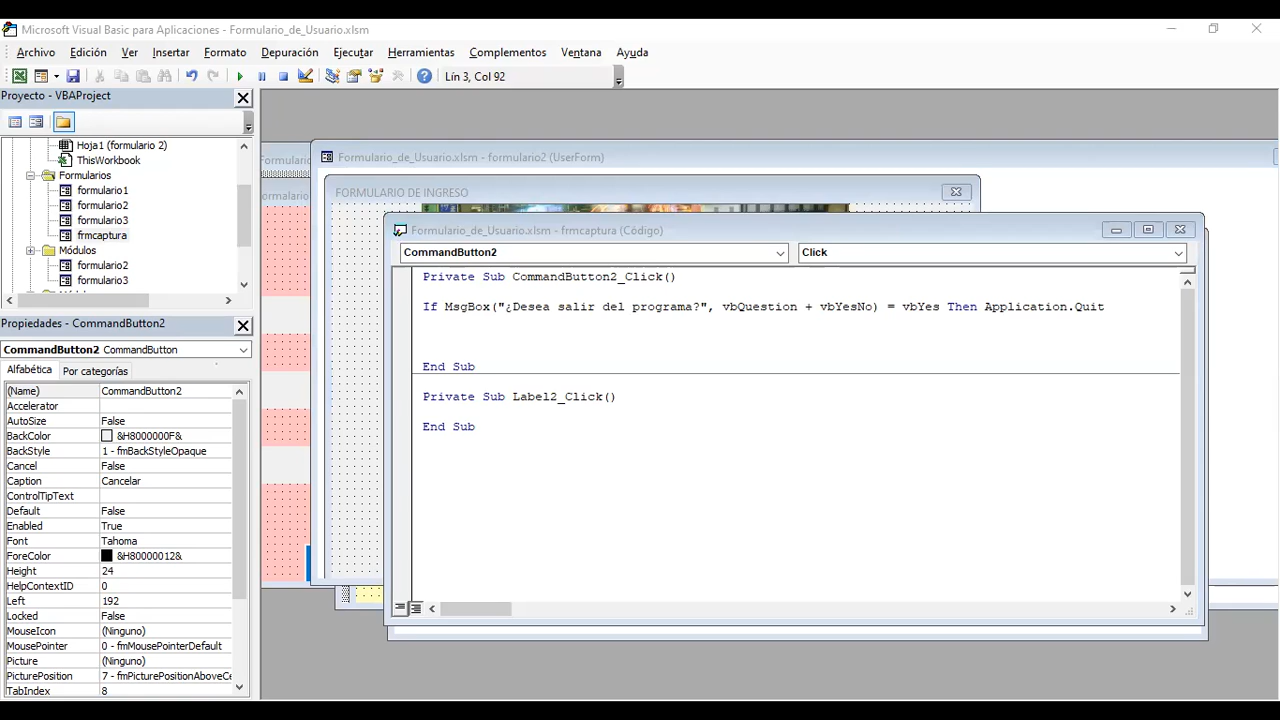 Microsoft Visual Basic para Aplicaciones - Formulario_de_Usuario.xlsm
Archivo Edición Ver Insertar Formato Depuración Ejecutar Herramientas Complementos Ventana Ayuda
Lín 3, Col 92
Proyecto - VBAProject
Hoja1 (formulario 2)
ThisWorkbook
Formularios
formulario1
formulario2
formulario3
frmcaptura
Módulos
formulario2
formulario3
Propiedades - CommandButton2
CommandButton2 CommandButton
Alfabética Por categorías
(Name) CommandButton2
Accelerator
AutoSize False
BackColor &H8000000F&
BackStyle 1 - fmBackStyleOpaque
Cancel False
Caption Cancelar
ControlTipText
Default False
Enabled True
Font Tahoma
ForeColor &H80000012&
Height 24
HelpContextID 0
Left 192
Locked False
MouseIcon (Ninguno)
MousePointer 0 - fmMousePointerDefault
Picture (Ninguno)
PicturePosition 7 - fmPicturePositionAboveCe
TabIndex 8
Formulario_de_Usuario.xlsm - formulario2 (UserForm)
FORMULARIO DE INGRESO
Formulario_de_Usuario.xlsm - frmcaptura (Código)
CommandButton2 Click
Private Sub CommandButton2_Click()
If MsgBox("¿Desea salir del programa?", vbQuestion + vbYesNo) = vbYes Then Application.Quit
End Sub
Private Sub Label2_Click()
End Sub